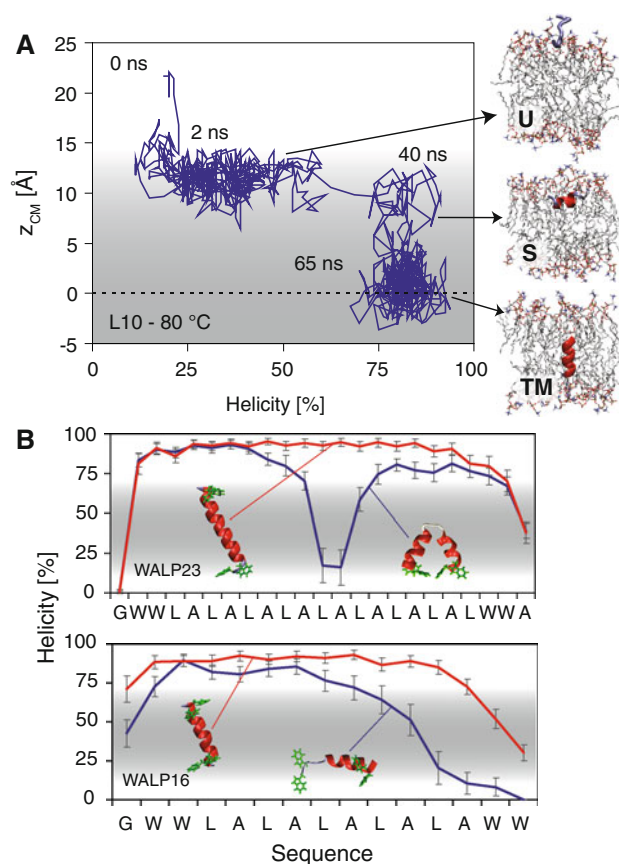 A
25
20
15
10
5
0
-5
z_CM [Å]
0 ns
2 ns
40 ns
65 ns
L10 - 80 °C
0 25 50 75 100
Helicity [%]
U
S
TM
B
100
75
50
25
0
WALP23
G W W L A L A L A L A L A L A L A L A L W W A
Helicity [%]
100
75
50
25
0
WALP16
G W W L A L A L A L A L A W W
Sequence